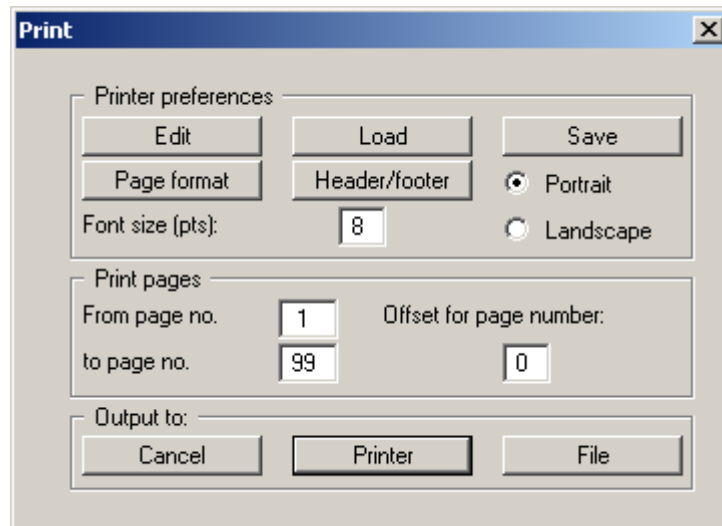 Print
Printer preferences
Edit Load Save
Page format Header/footer Portrait
Font size (pts): 8 Landscape
Print pages
From page no. 1 Offset for page number:
to page no. 99 0
Output to:
Cancel Printer File